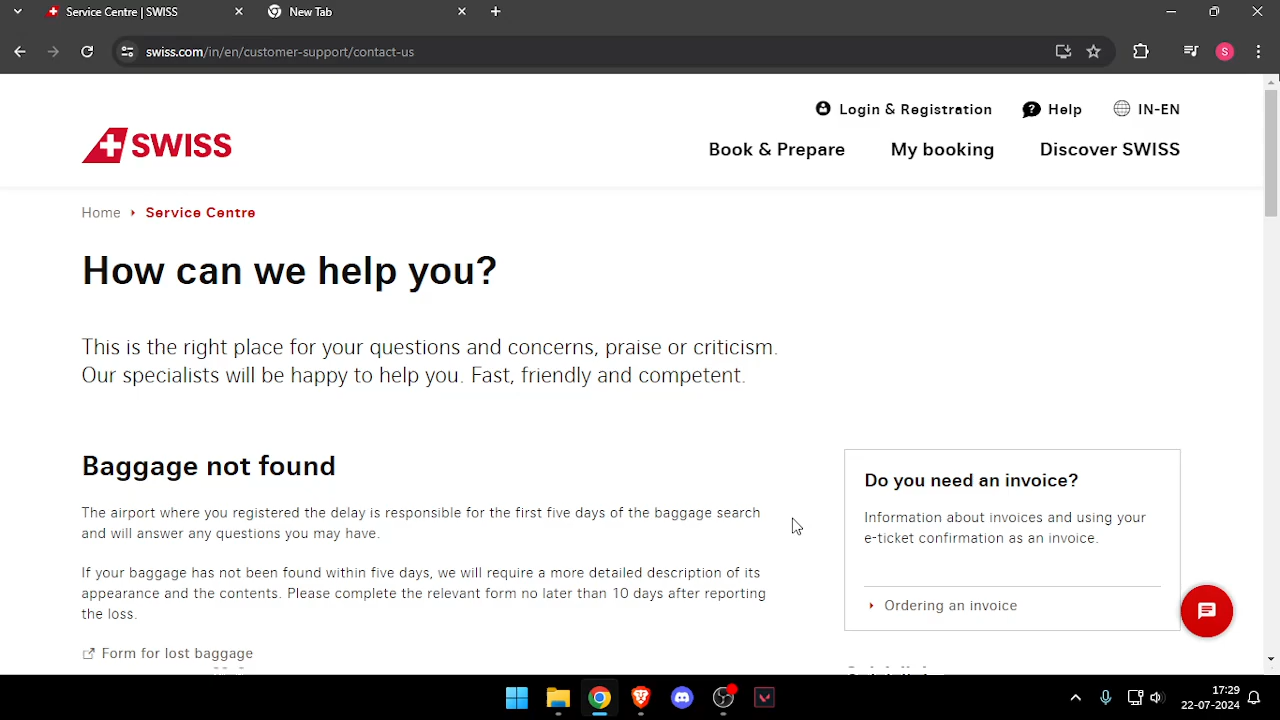 Service Centre | SWISS
New Tab
swiss.com/in/en/customer-support/contact-us
S
Login & Registration
Help
IN-EN
SWISS
Book & Prepare
My booking
Discover SWISS
Home
Service Centre
How can we help you?
This is the right place for your questions and concerns, praise or criticism.
Our specialists will be happy to help you. Fast, friendly and competent.
Baggage not found
The airport where you registered the delay is responsible for the first five days of the baggage search
and will answer any questions you may have.
If your baggage has not been found within five days, we will require a more detailed description of its
appearance and the contents. Please complete the relevant form no later than 10 days after reporting
the loss.
Form for lost baggage
Do you need an invoice?
Information about invoices and using your
e-ticket confirmation as an invoice.
Ordering an invoice
17:29
22-07-2024